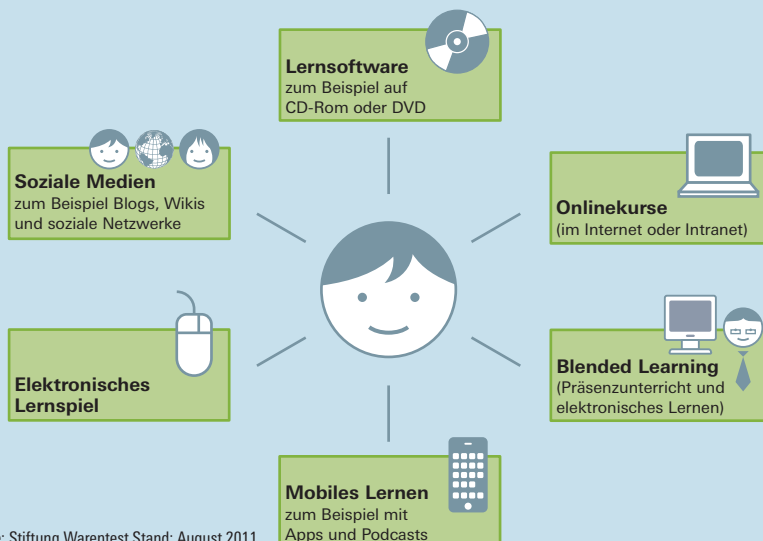 Lernsoftware
zum Beispiel auf
CD-Rom oder DVD
Soziale Medien
zum Beispiel Blogs, Wikis
und soziale Netzwerke
Onlinekurse
(im Internet oder Intranet)
Elektronisches
Lernspiel
Blended Learning
(Präsenzunterricht und
elektronisches Lernen)
Mobiles Lernen
zum Beispiel mit
Apps und Podcasts
: Stiftung Warentest Stand: August 2011